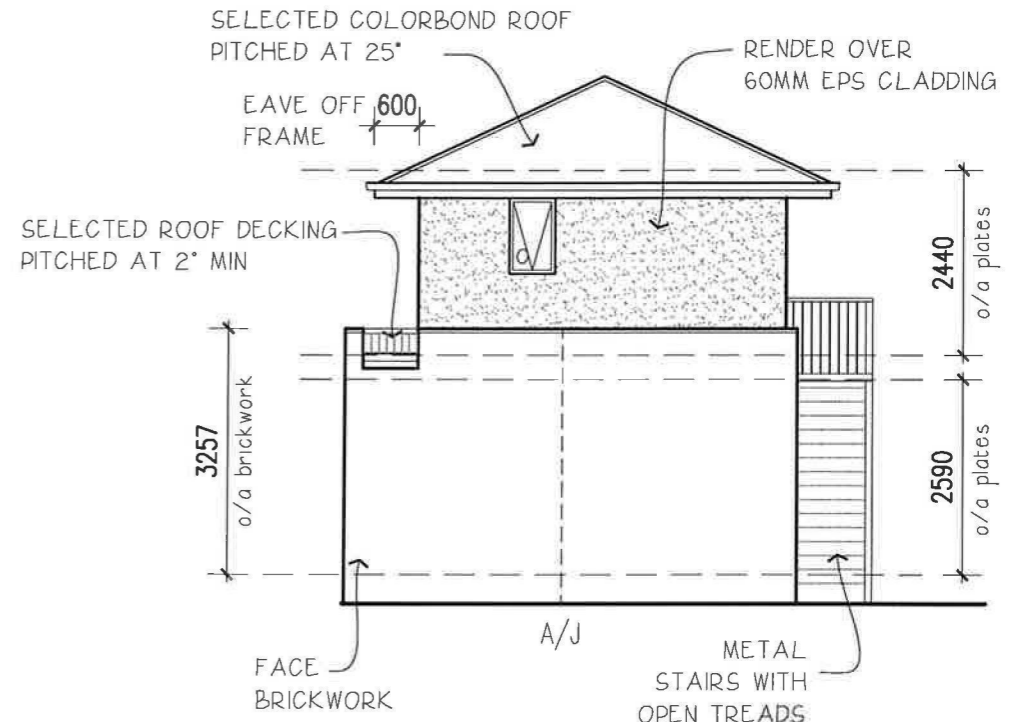 SELECTED COLORBOND ROOF
PITCHED AT 25°
RENDER OVER
60MM EPS CLADDING
EAVE OFF
FRAME
600
SELECTED ROOF DECKING
PITCHED AT 2° MIN
2440
o/a plates
3257
o/a brickwork
2590
o/a plates
A/J
FACE
BRICKWORK
METAL
STAIRS WITH
OPEN TREADS